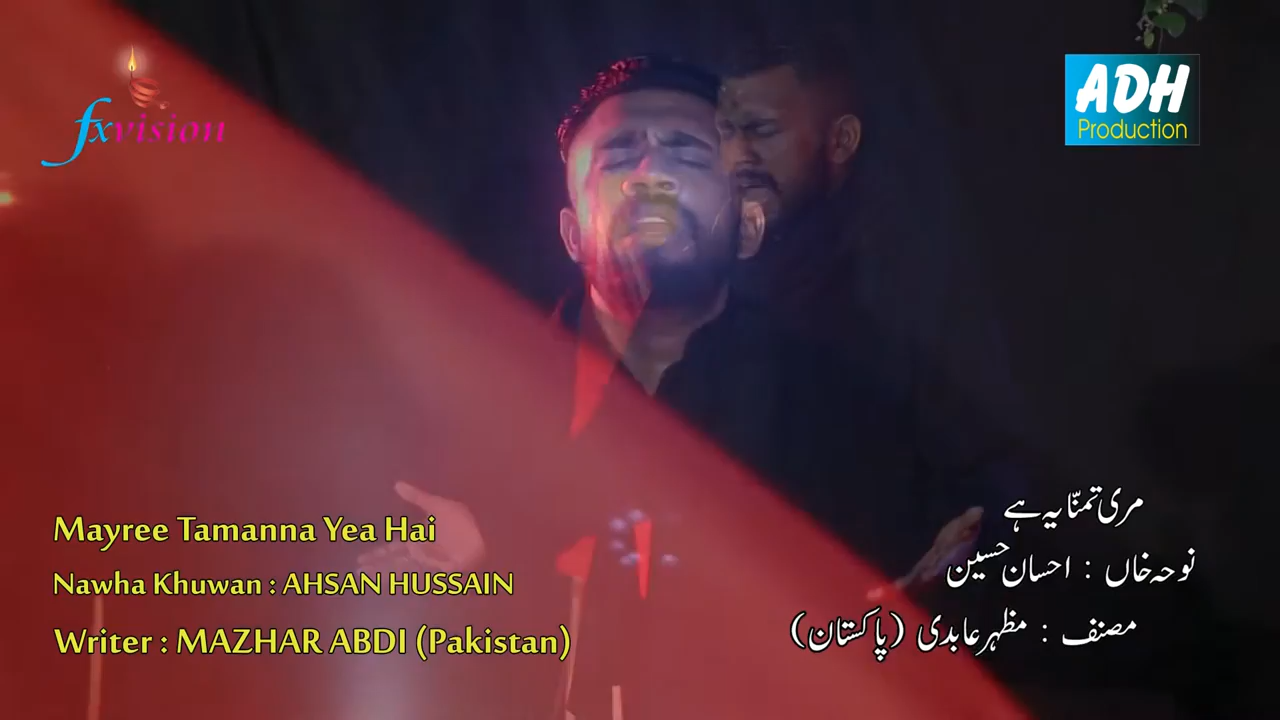 fxvision
ADH
Production
Mayree Tamanna Yea Hai
Nawha Khuwan : AHSAN HUSSAIN
Writer : MAZHAR ABDI (Pakistan)
مری تمنّا یہ ہے
نوحہ خاں : احسان حسین
مصنف : مظہر عابدی (پاکستان)